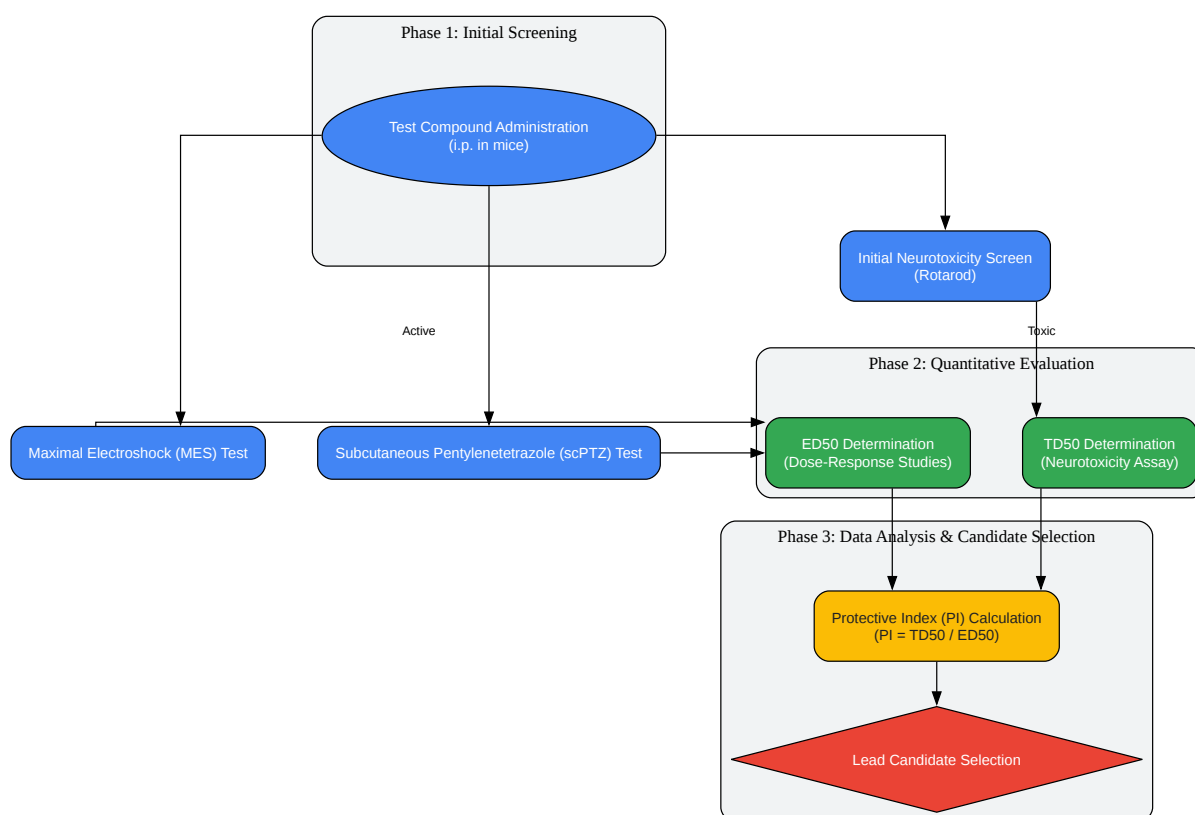 Phase 1: Initial Screening
Test Compound Administration
(i.p. in mice)
Initial Neurotoxicity Screen
(Rotarod)
Active
Toxic
Phase 2: Quantitative Evaluation
Maximal Electroshock (MES) Test
Subcutaneous Pentylenetetrazole (scPTZ) Test
ED50 Determination
(Dose-Response Studies)
TD50 Determination
(Neurotoxicity Assay)
Phase 3: Data Analysis & Candidate Selection
Protective Index (PI) Calculation
(PI = TD50 / ED50)
Lead Candidate Selection